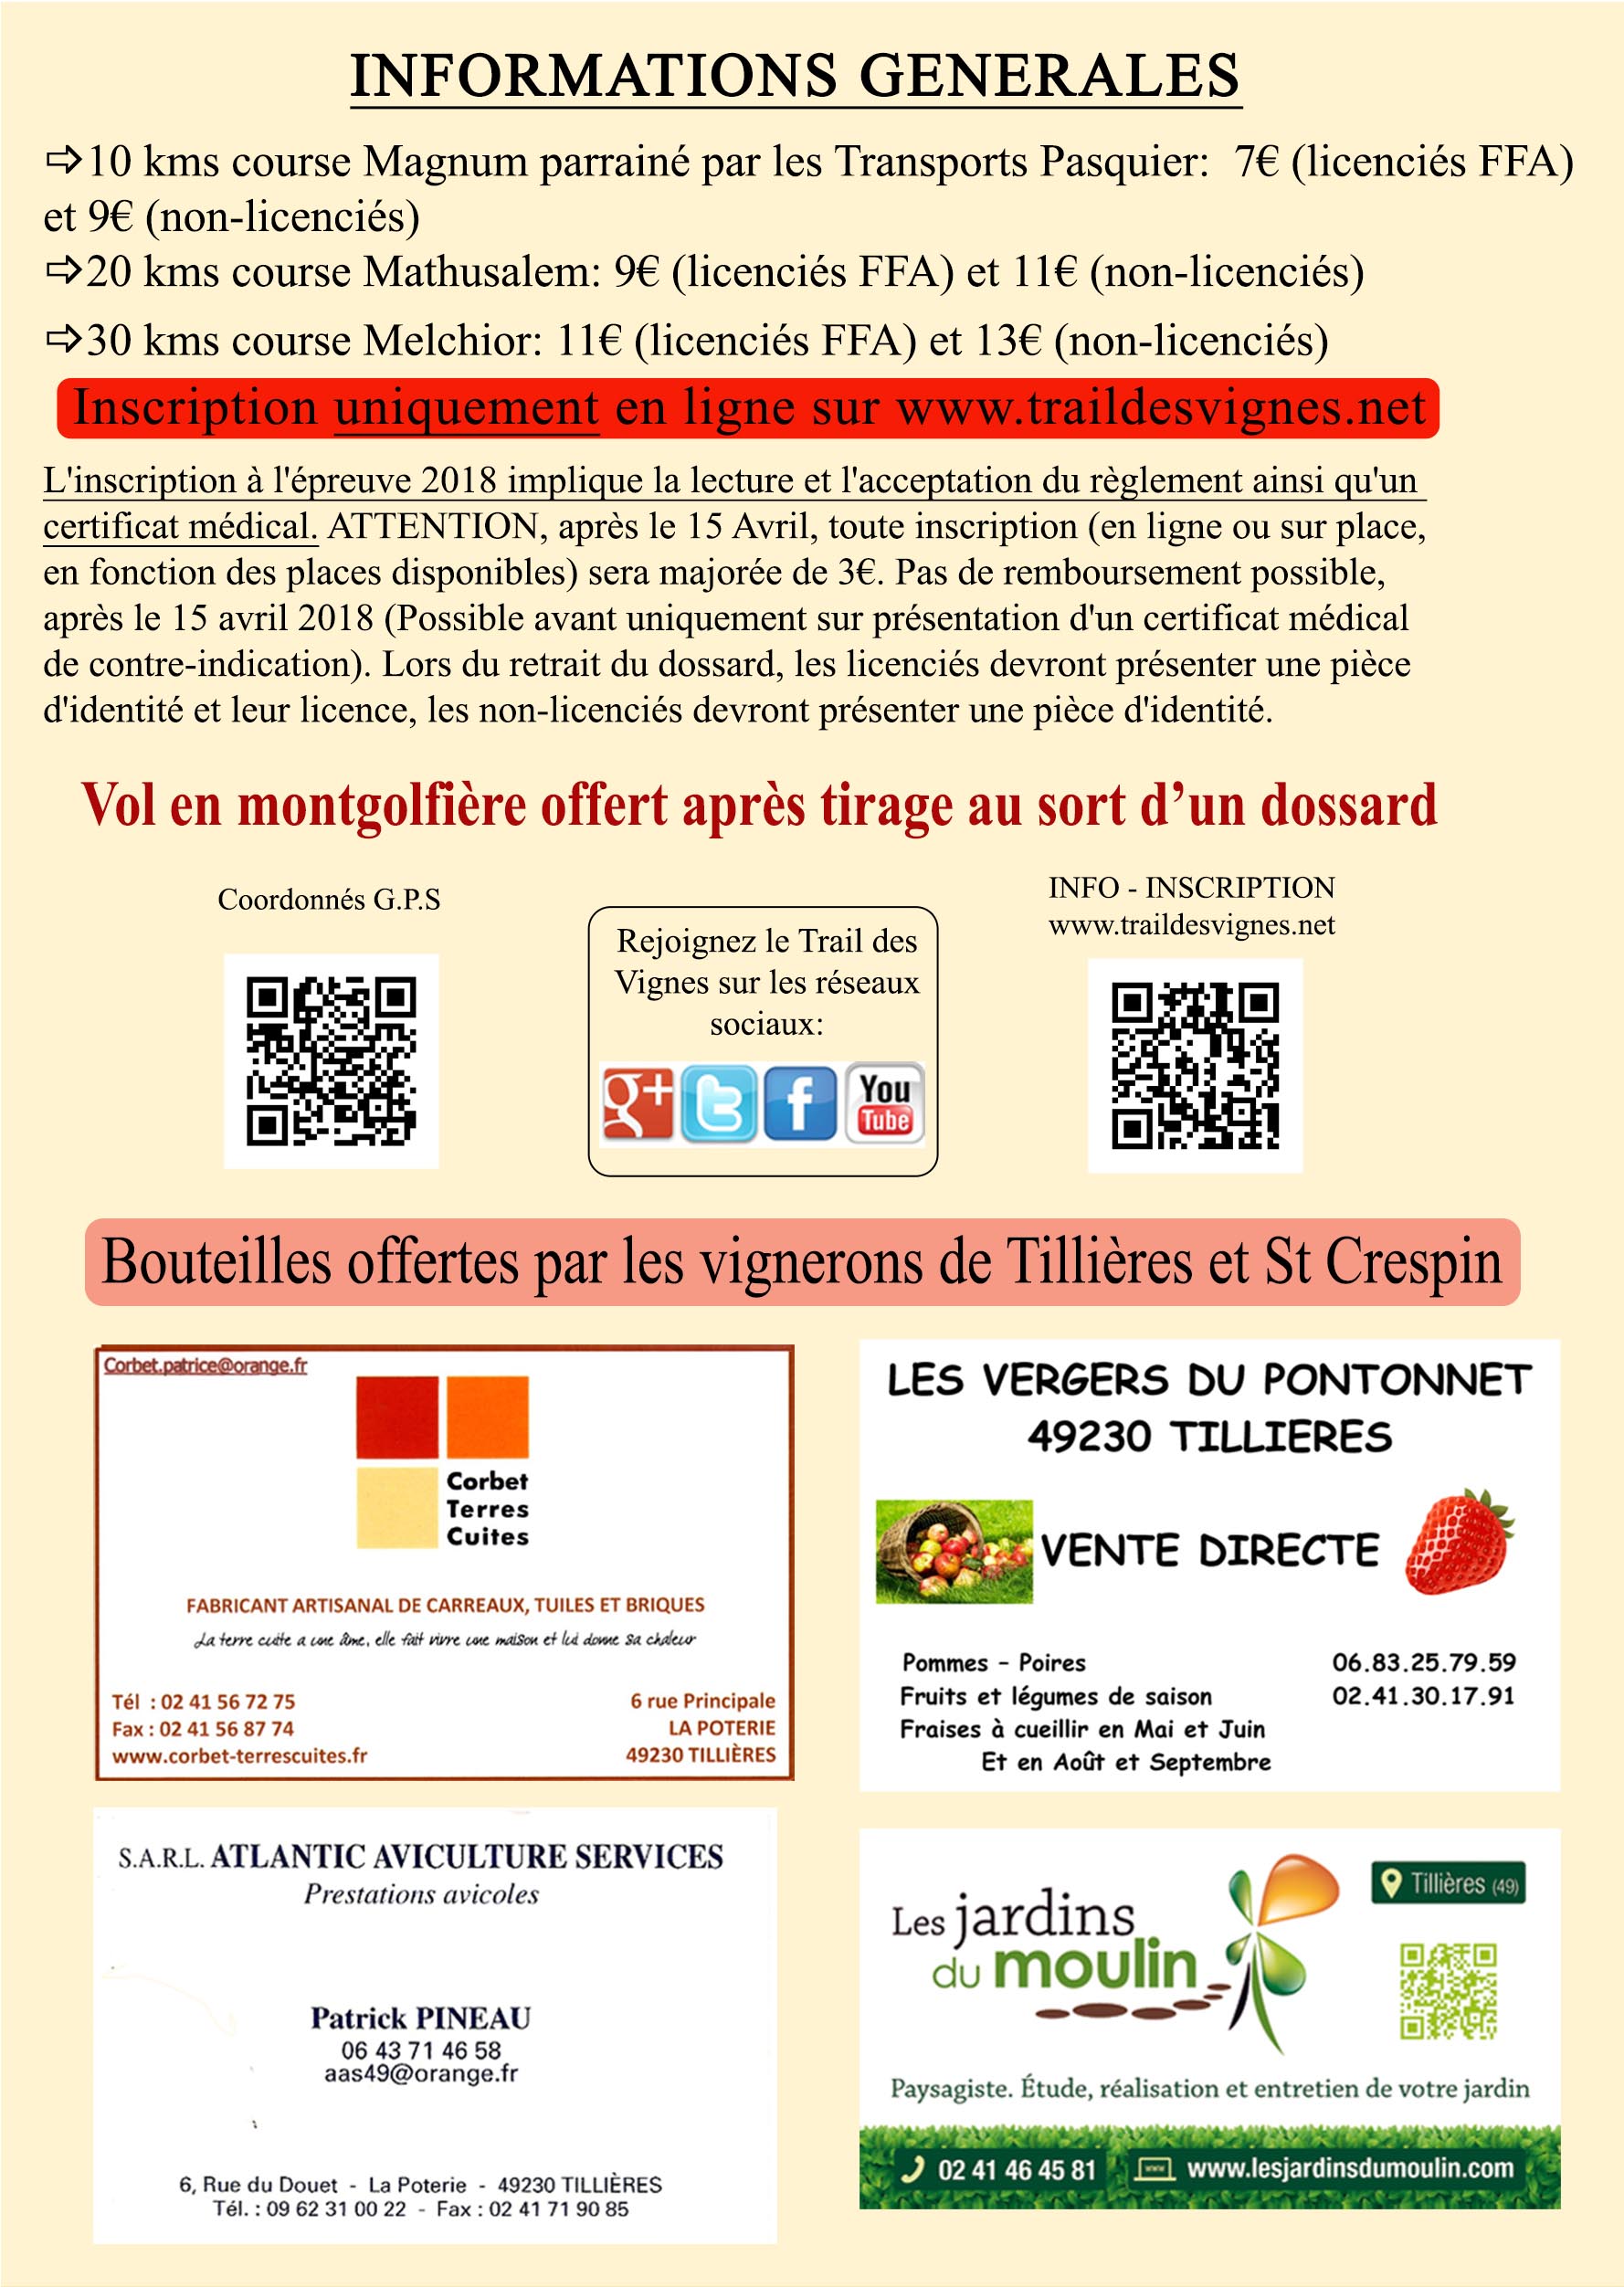 INFORMATIONS GENERALES
⇨10 kms course Magnum parrainé par les Transports Pasquier: 7€ (licenciés FFA)
et 9€ (non-licenciés)
⇨20 kms course Mathusalem: 9€ (licenciés FFA) et 11€ (non-licenciés)
⇨30 kms course Melchior: 11€ (licenciés FFA) et 13€ (non-licenciés)
Inscription uniquement en ligne sur www.traildesvignes.net
L'inscription à l'épreuve 2018 implique la lecture et l'acceptation du règlement ainsi qu'un
certificat médical. ATTENTION, après le 15 Avril, toute inscription (en ligne ou sur place,
en fonction des places disponibles) sera majorée de 3€. Pas de remboursement possible,
après le 15 avril 2018 (Possible avant uniquement sur présentation d'un certificat médical
de contre-indication). Lors du retrait du dossard, les licenciés devront présenter une pièce
d'identité et leur licence, les non-licenciés devront présenter une pièce d'identité.
Vol en montgolfière offert après tirage au sort d’un dossard
Coordonnés G.P.S
Rejoignez le Trail des
Vignes sur les réseaux
sociaux:
g+ t f You Tube
INFO - INSCRIPTION
www.traildesvignes.net
Bouteilles offertes par les vignerons de Tillières et St Crespin
Corbet.patrice@orange.fr
Corbet
Terres
Cuites
FABRICANT ARTISANAL DE CARREAUX, TUILES ET BRIQUES
La terre cuite a une âme, elle fait vivre une maison et lui donne sa chaleur
Tél : 02 41 56 72 75
Fax : 02 41 56 87 74
www.corbet-terrescuites.fr
6 rue Principale
LA POTERIE
49230 TILLIÈRES
LES VERGERS DU PONTONNET
49230 TILLIERES
VENTE DIRECTE
Pommes - Poires 06.83.25.79.59
Fruits et légumes de saison 02.41.30.17.91
Fraises à cueillir en Mai et Juin
Et en Août et Septembre
S.A.R.L. ATLANTIC AVICULTURE SERVICES
Prestations avicoles
Patrick PINEAU
06 43 71 46 58
aas49@orange.fr
6, Rue du Douet - La Poterie - 49230 TILLIÈRES
Tél. : 09 62 31 00 22 - Fax : 02 41 71 90 85
Les jardins
du moulin
Tillières (49)
Paysagiste. Étude, réalisation et entretien de votre jardin
02 41 46 45 81 www www.lesjardinsdumoulin.com